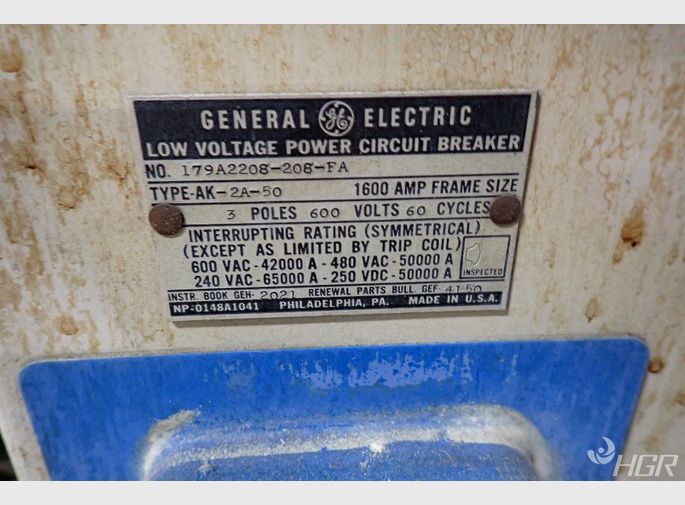 GENERAL GE ELECTRIC
LOW VOLTAGE POWER CIRCUIT BREAKER
NO. 179A2208-208-FA
TYPE-AK-2A-50 1600 AMP FRAME SIZE
3 POLES 600 VOLTS 60 CYCLES
INTERRUPTING RATING (SYMMETRICAL)
(EXCEPT AS LIMITED BY TRIP COIL)
600 VAC-42000 A-480 VAC-50000 A
240 VAC-65000 A-250 VDC-50000 A
INSPECTED
INSTR. BOOK GEH-2021 RENEWAL PARTS BULL. GEF-4150
NP-0148A1041 PHILADELPHIA, PA. MADE IN U.S.A.
HGR